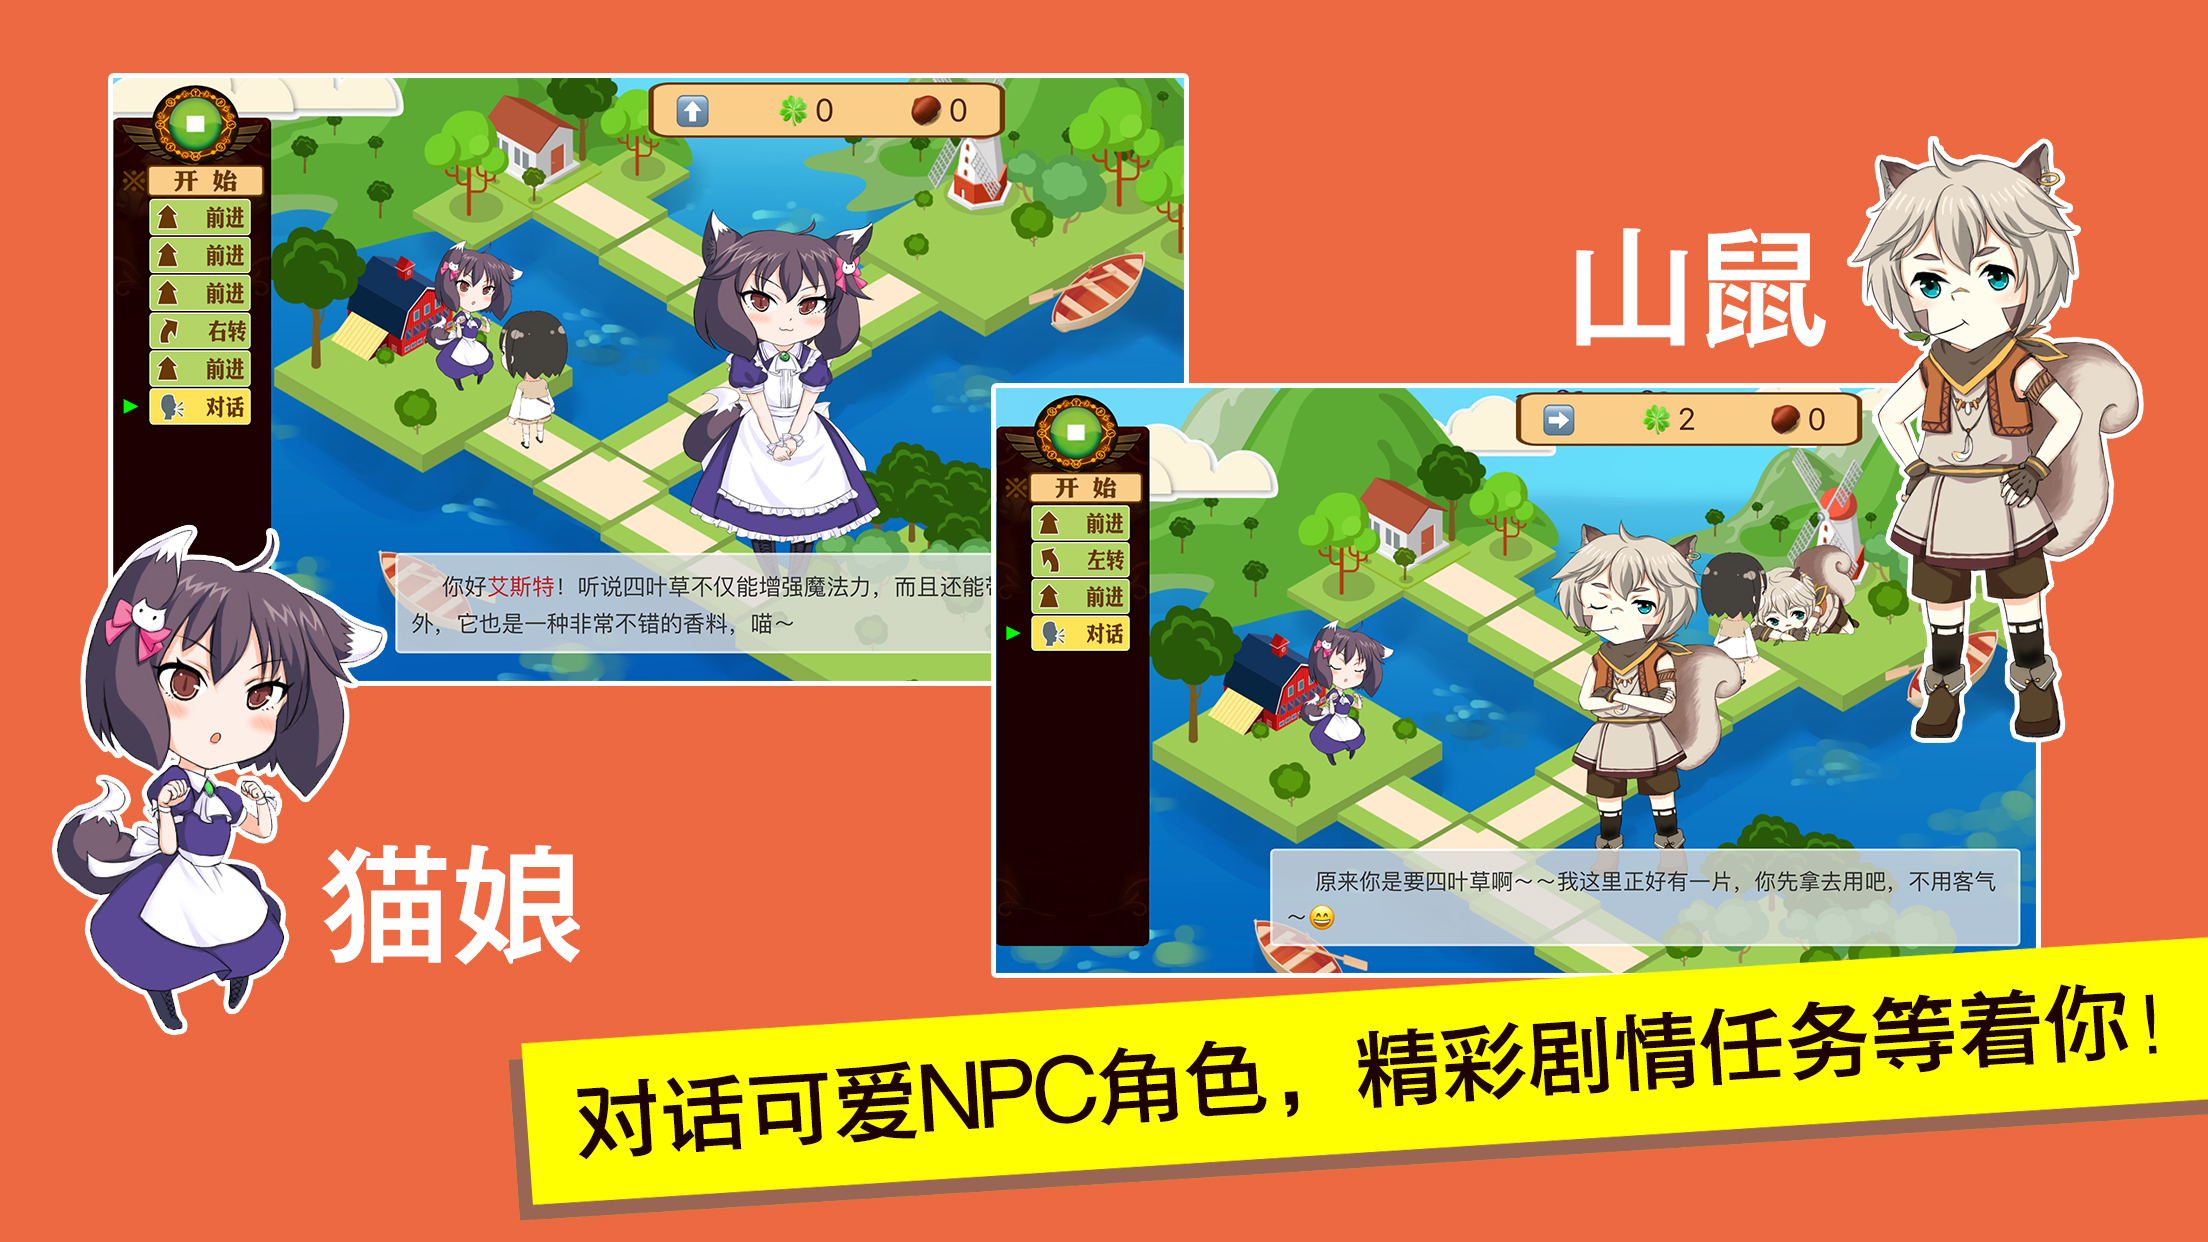 0 0
开始
前进
前进
前进
右转
前进
对话
你好艾斯特！听说四叶草不仅能增强魔法力，而且还能
外，它也是一种非常不错的香料，喵～
猫娘
山鼠
2 0
开始
前进
左转
前进
对话
原来你是要四叶草啊～～我这里正好有一片，你先拿去用吧，不用客气
～😄
对话可爱NPC角色，精彩剧情任务等着你！